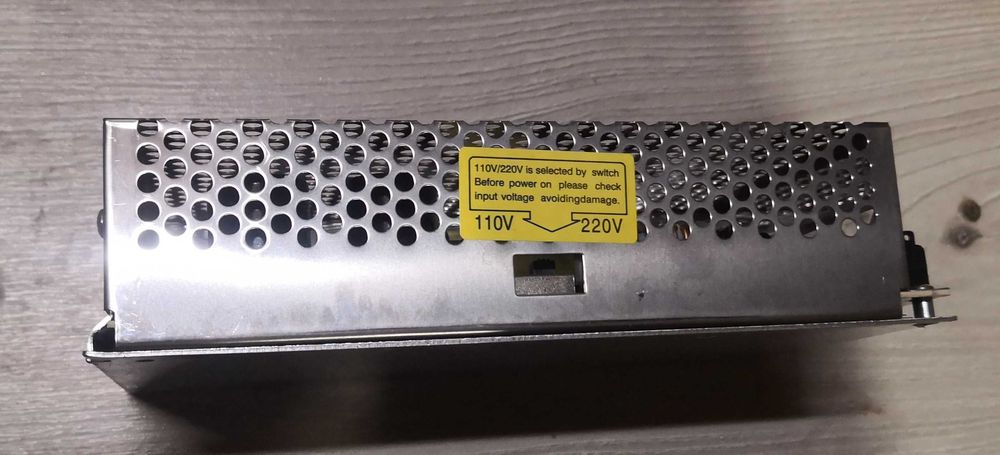 110V/220V is selected by switch
Before power on please check
input voltage avoidingdamage.
110V 220V